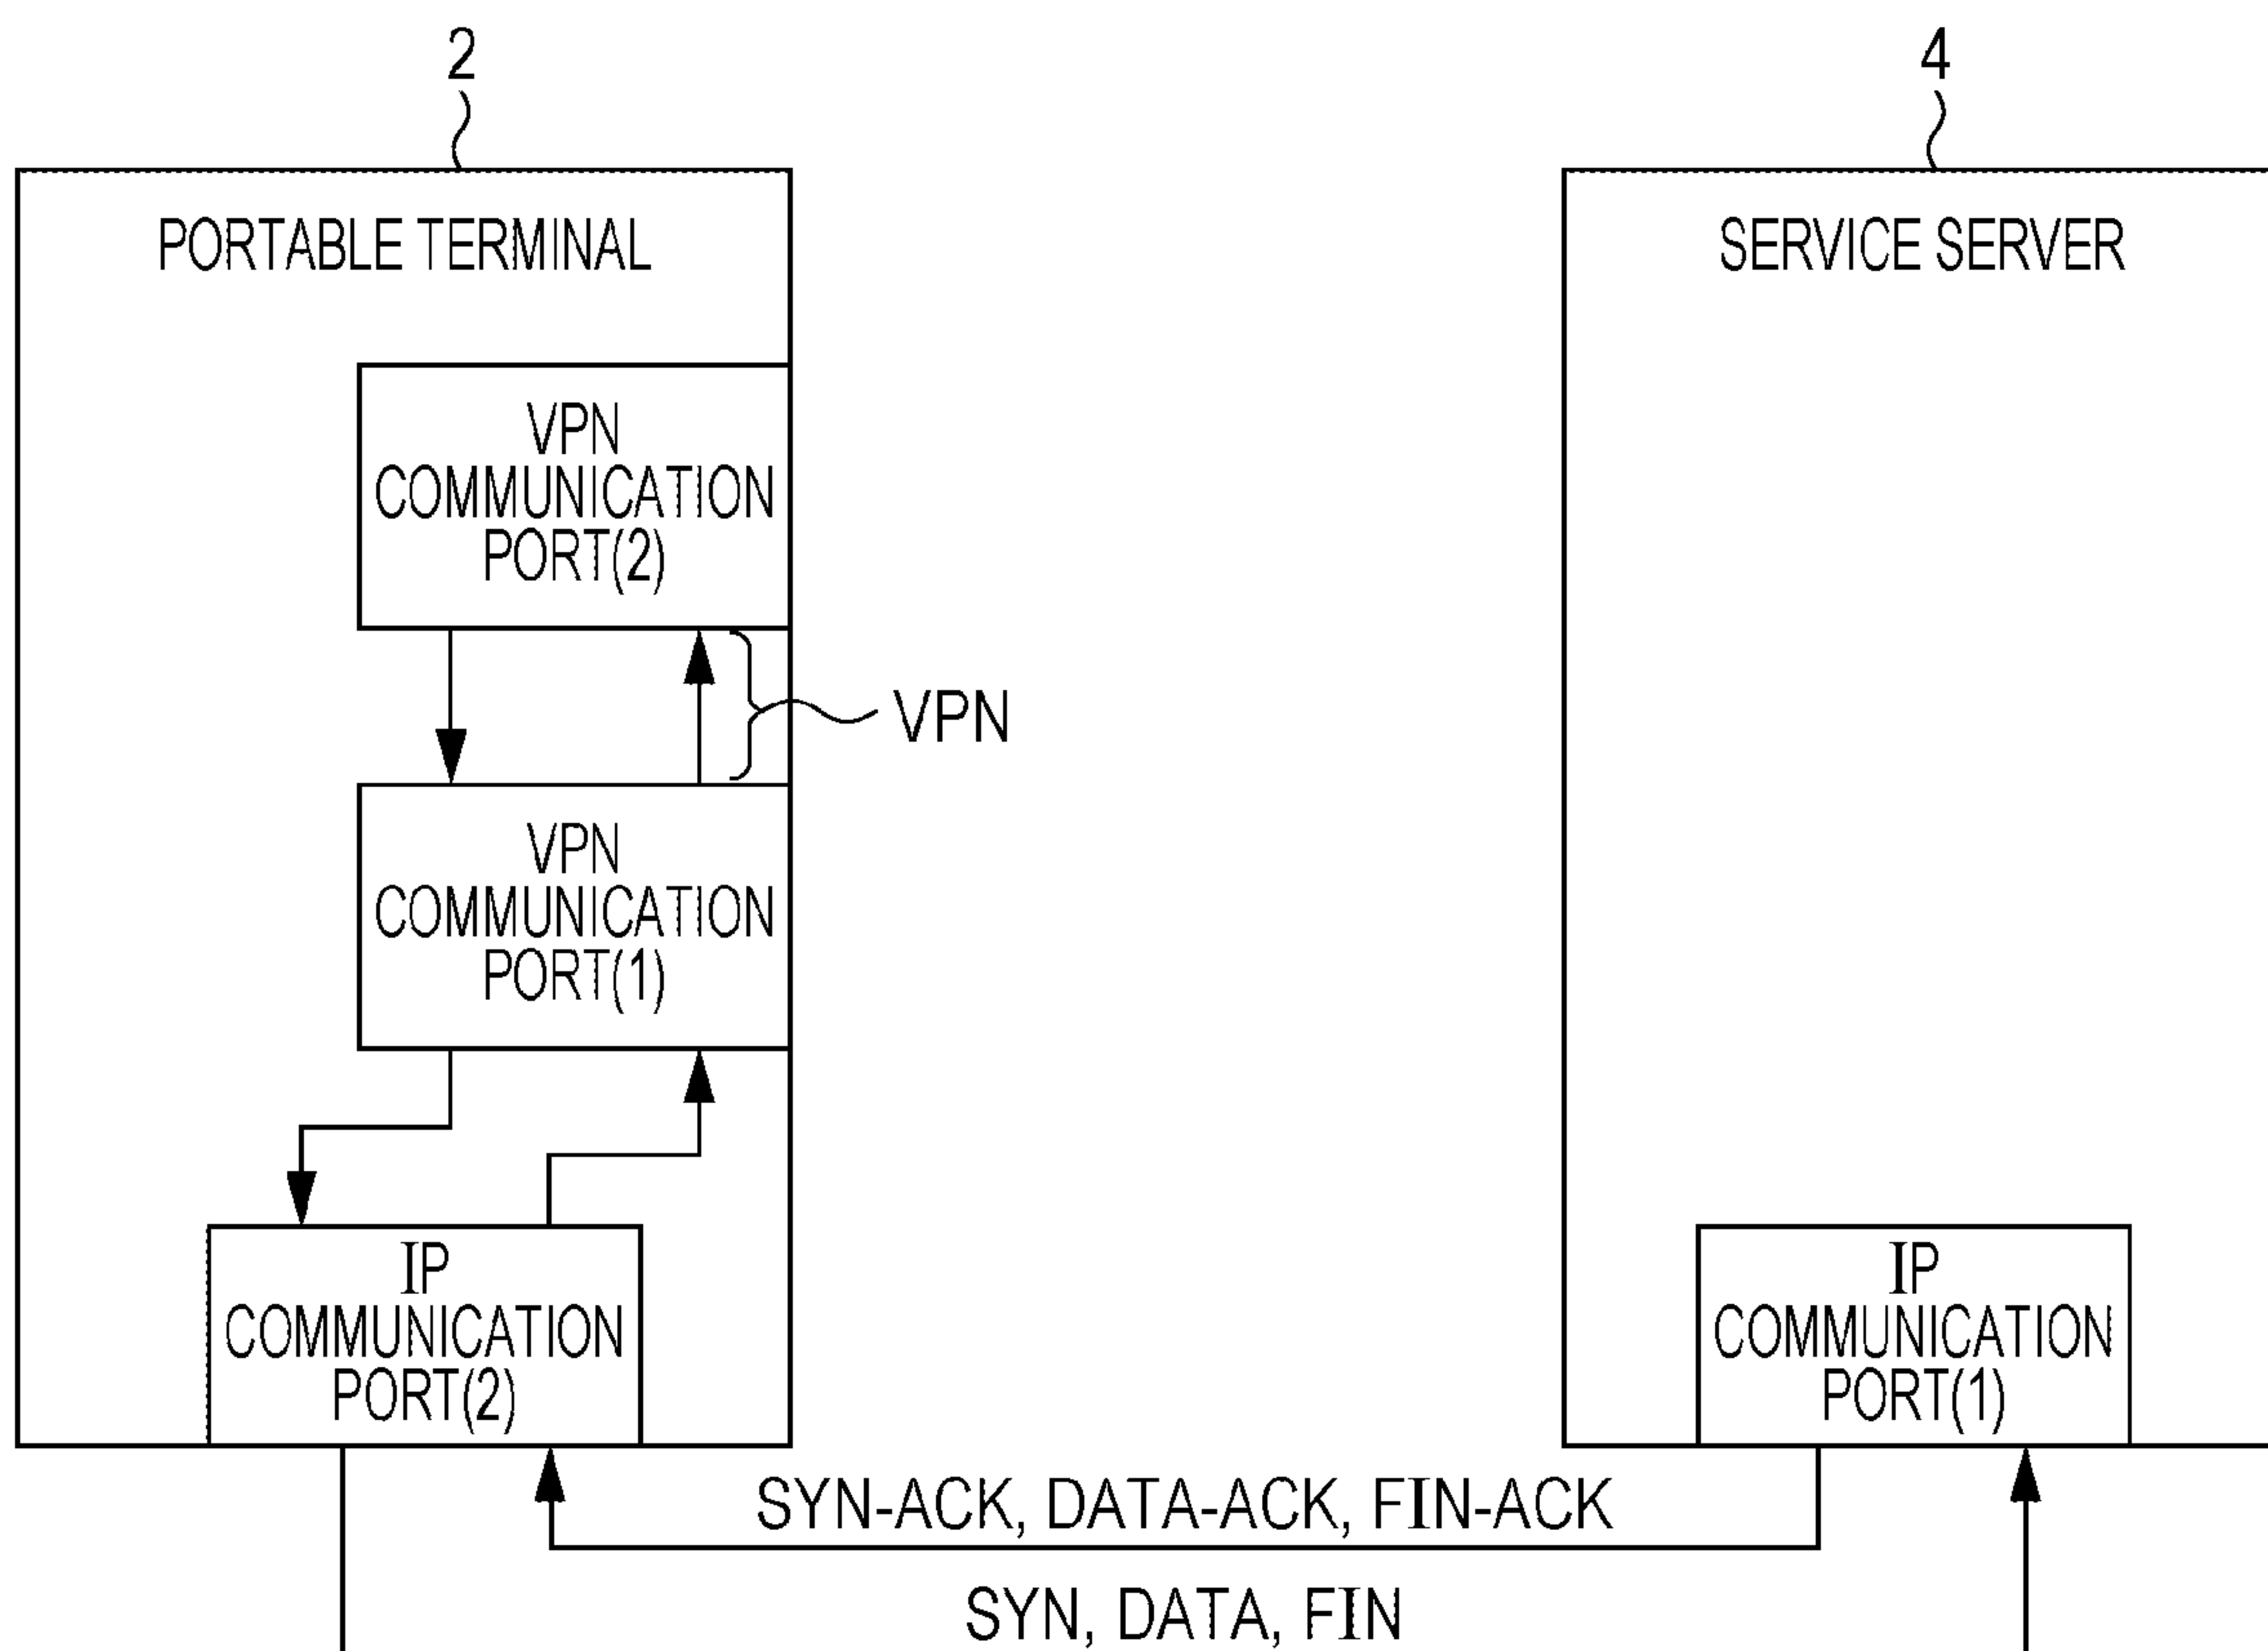 2
4
PORTABLE TERMINAL
SERVICE SERVER
VPN
COMMUNICATION
PORT(2)
VPN
VPN
COMMUNICATION
PORT(1)
IP
COMMUNICATION
PORT(2)
IP
COMMUNICATION
PORT(1)
SYN-ACK, DATA-ACK, FIN-ACK
SYN, DATA, FIN